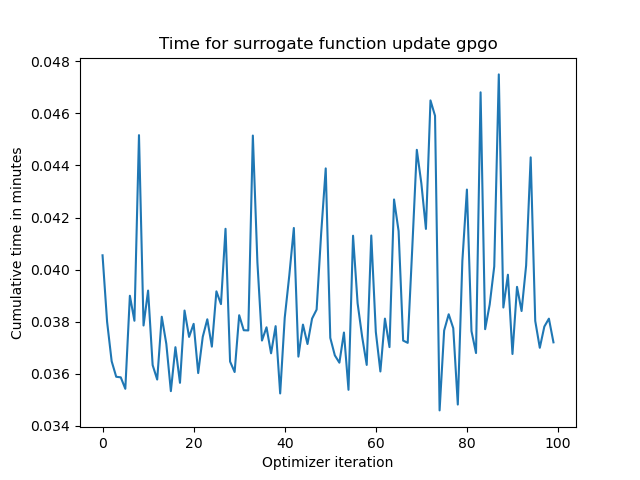 Time for surrogate function update gpgo
0.048
0.046
0.044
0.042
0.040
0.038
0.036
0.034
Cumulative time in minutes
0 20 40 60 80 100
Optimizer iteration